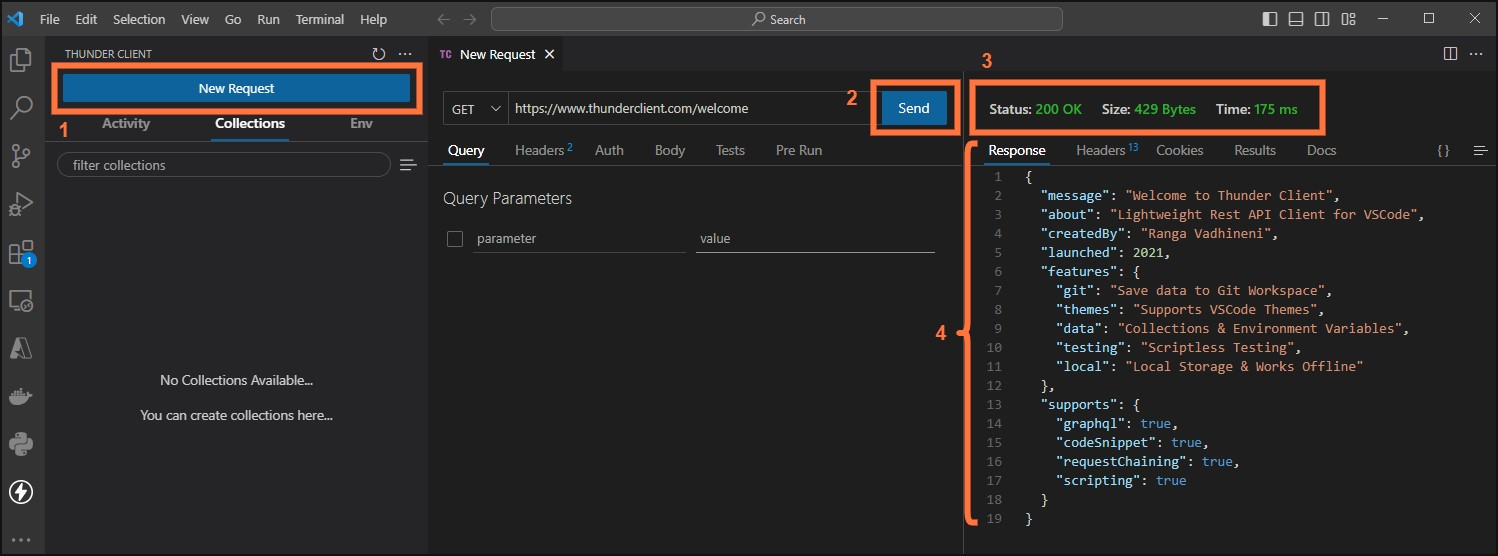 File Edit Selection View Go Run Terminal Help
Search
THUNDER CLIENT
New Request
1
Activity Collections Env
filter collections
No Collections Available...
You can create collections here...
1
TC New Request
GET https://www.thunderclient.com/welcome
2
Send
Query Headers 2 Auth Body Tests Pre Run
Query Parameters
parameter value
3
Status: 200 OK Size: 429 Bytes Time: 175 ms
4
Response Headers 13 Cookies Results Docs {}
1 {
2 "message": "Welcome to Thunder Client",
3 "about": "Lightweight Rest API Client for VSCode",
4 "createdBy": "Ranga Vadhineni",
5 "launched": 2021,
6 "features": {
7 "git": "Save data to Git Workspace",
8 "themes": "Supports VSCode Themes",
9 "data": "Collections & Environment Variables",
10 "testing": "Scriptless Testing",
11 "local": "Local Storage & Works Offline"
12 },
13 "supports": {
14 "graphql": true,
15 "codeSnippet": true,
16 "requestChaining": true,
17 "scripting": true
18 }
19 }